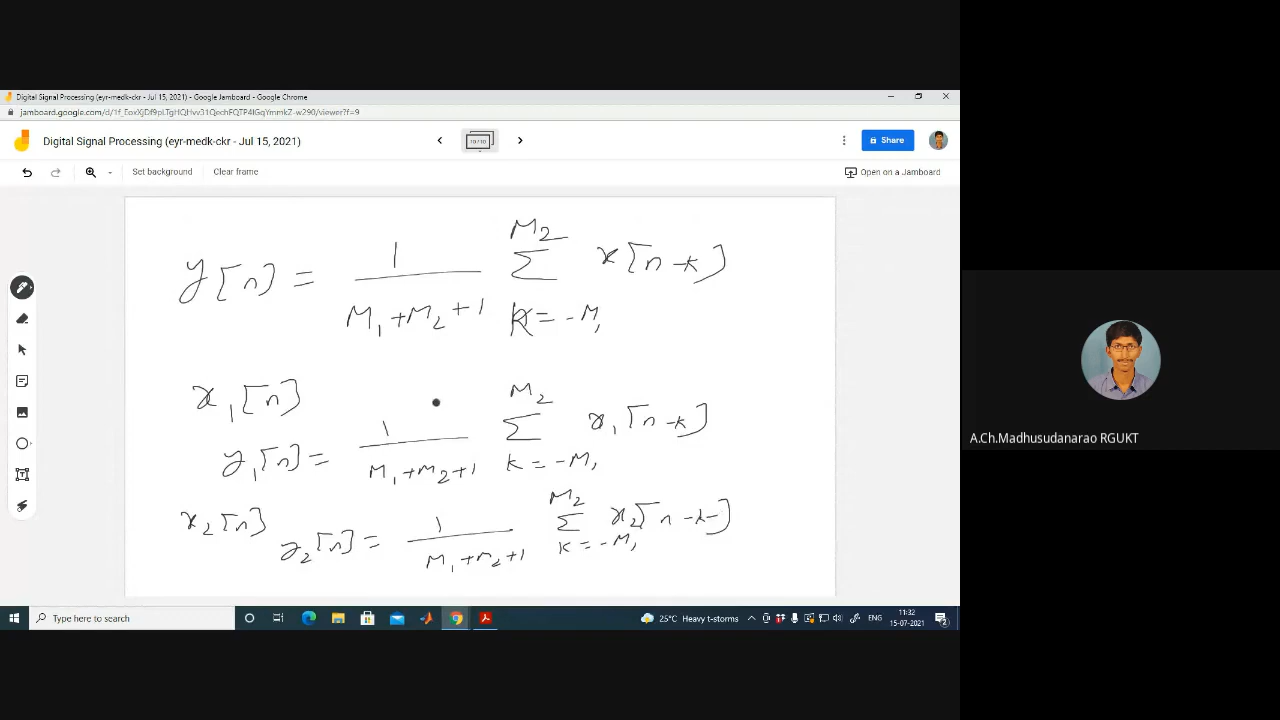 Digital Signal Processing (eyr-medk-ckr - Jul 15, 2021) - Google Jamboard - Google Chrome
Digital Signal Processing (eyr-medk-ckr - Jul 15, 2021)
10/10
Share
Set background
Clear frame
Open on a Jamboard
y[n] = 1/(M₁+M₂+1) Σ_{K=-M₁}^{M₂} x[n-k]
x₁[n]
y₁[n] = 1/(M₁+M₂+1) Σ_{K=-M₁}^{M₂} x₁[n-k]
x₂[n]
y₂[n] = 1/(M₁+M₂+1) Σ_{K=-M₁}^{M₂} x₂[n-k]
A.Ch.Madhusudanarao RGUKT
Type here to search
25°C Heavy t-storms
ENG
11:32
15-07-2021
2